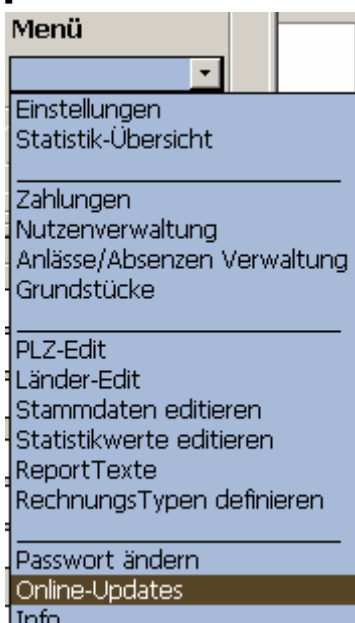 Menü
Einstellungen
Statistik-Übersicht
Zahlungen
Nutzenverwaltung
Anlässe/Absenzen Verwaltung
Grundstücke
PLZ-Edit
Länder-Edit
Stammdaten editieren
Statistikwerte editieren
ReportTexte
RechnungsTypen definieren
Passwort ändern
Online-Updates
Info